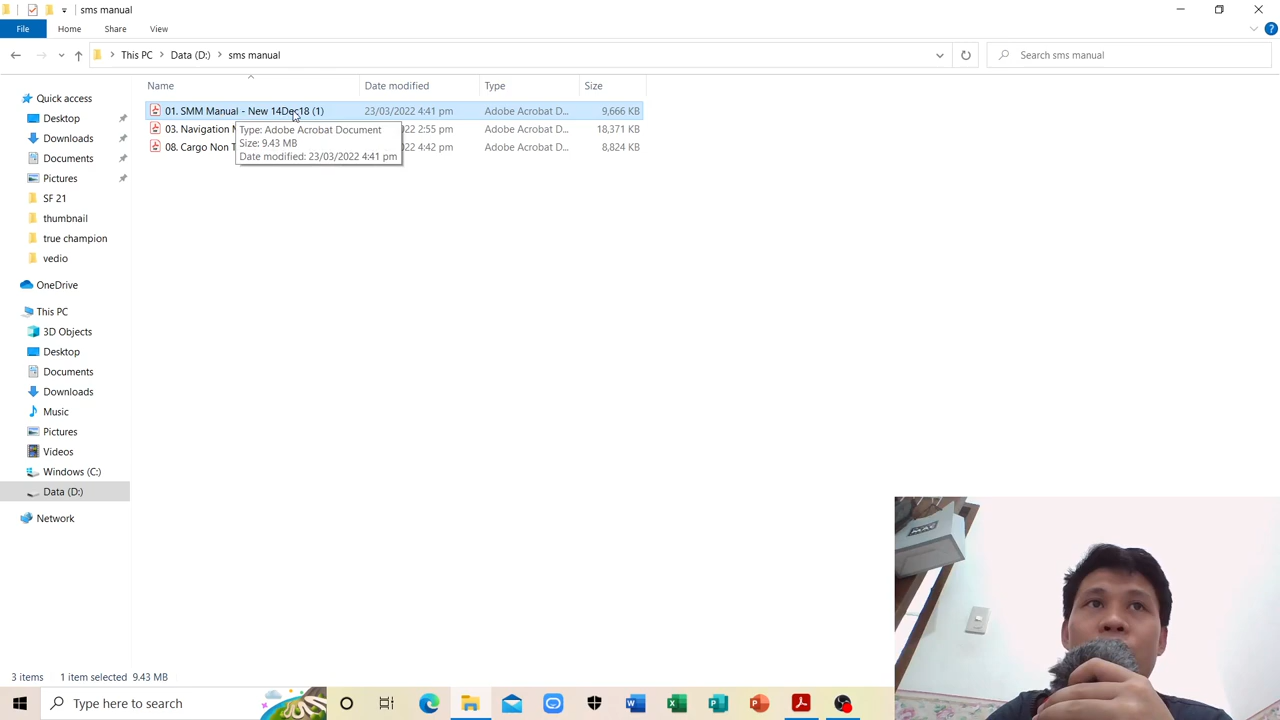 sms manual
File Home Share View
This PC Data (D:) sms manual
Search sms manual
Name Date modified Type Size
01. SMM Manual - New 14Dec18 (1) 23/03/2022 4:41 pm Adobe Acrobat D... 9,666 KB
03. Navigation 2022 2:55 pm Adobe Acrobat D... 18,371 KB
08. Cargo Non 2022 4:42 pm Adobe Acrobat D... 8,824 KB
Type: Adobe Acrobat Document
Size: 9.43 MB
Date modified: 23/03/2022 4:41 pm
Quick access
Desktop
Downloads
Documents
Pictures
SF 21
thumbnail
true champion
vedio
OneDrive
This PC
3D Objects
Desktop
Documents
Downloads
Music
Pictures
Videos
Windows (C:)
Data (D:)
Network
3 items 1 item selected 9.43 MB
Type here to search